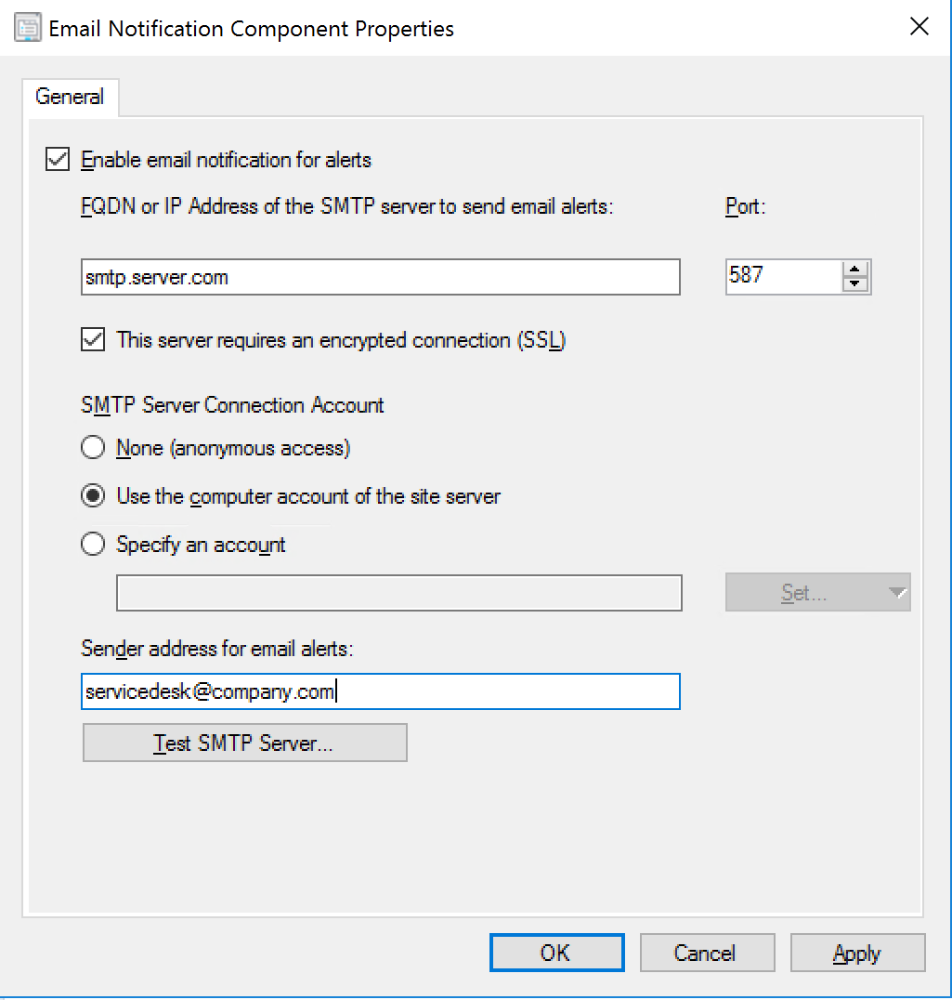 Email Notification Component Properties
General
Enable email notification for alerts
FQDN or IP Address of the SMTP server to send email alerts:
Port:
smtp.server.com
587
This server requires an encrypted connection (SSL)
SMTP Server Connection Account
None (anonymous access)
Use the computer account of the site server
Specify an account
Set...
Sender address for email alerts:
servicedesk@company.com
Test SMTP Server...
OK
Cancel
Apply